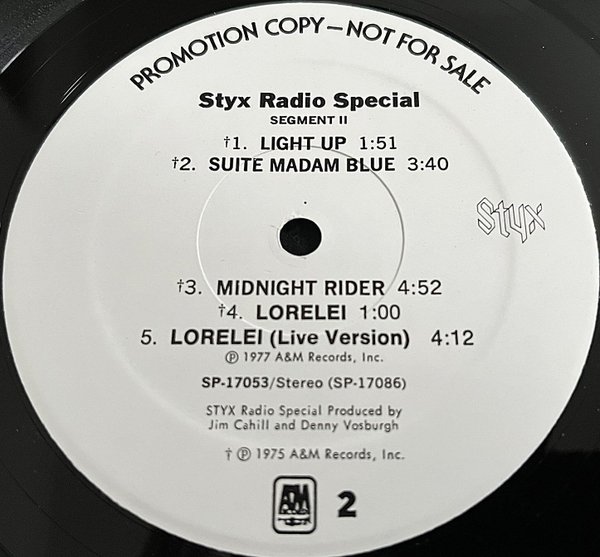 PROMOTION COPY—NOT FOR SALE
Styx Radio Special
SEGMENT II
†1. LIGHT UP 1:51
†2. SUITE MADAM BLUE 3:40
Styx
†3. MIDNIGHT RIDER 4:52
†4. LORELEI 1:00
5. LORELEI (Live Version) 4:12
℗ 1977 A&M Records, Inc.
SP-17053/Stereo (SP-17086)
STYX Radio Special Produced by
Jim Cahill and Denny Vosburgh
† ℗ 1975 A&M Records, Inc.
A&M
RECORDS
2